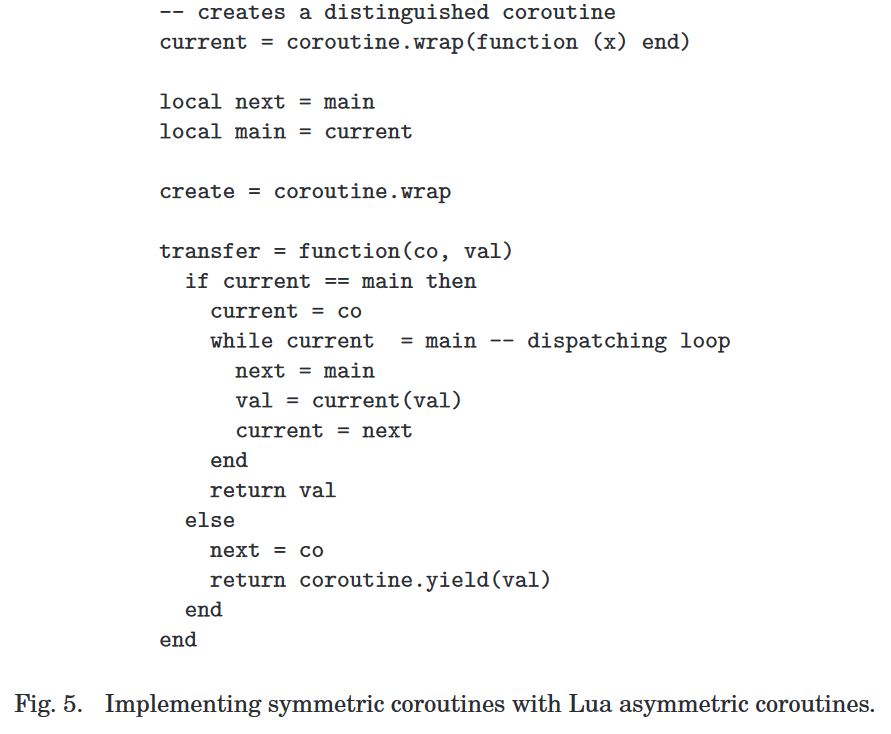 -- creates a distinguished coroutine
current = coroutine.wrap(function (x) end)

local next = main
local main = current

create = coroutine.wrap

transfer = function(co, val)
  if current == main then
    current = co
    while current  = main -- dispatching loop
      next = main
      val = current(val)
      current = next
    end
    return val
  else
    next = co
    return coroutine.yield(val)
  end
end

Fig. 5. Implementing symmetric coroutines with Lua asymmetric coroutines.